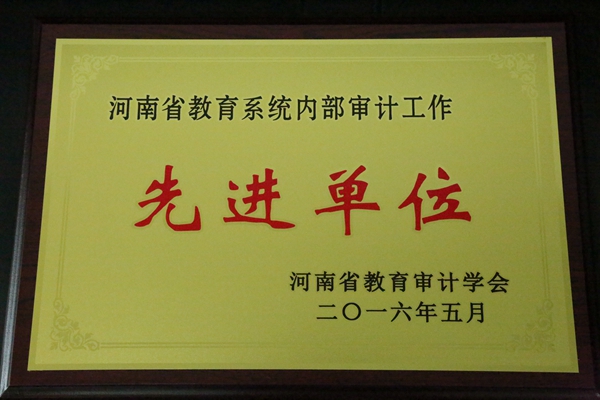 河南省教育系统内部审计工作
先进单位
河南省教育审计学会
二〇一六年五月